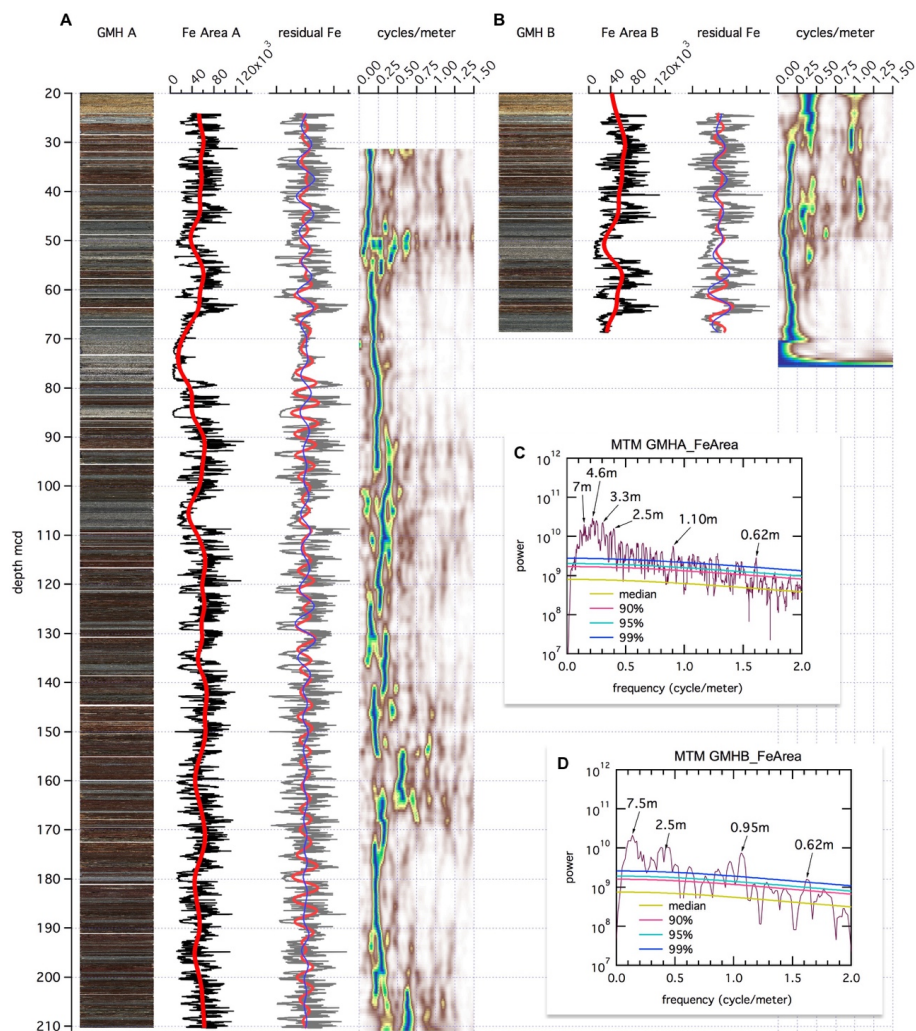 A
B
GMH A
Fe Area A
residual Fe
cycles/meter
GMH B
Fe Area B
residual Fe
cycles/meter
0
40
80
120x10³
0.00
0.25
0.50
0.75
1.00
1.25
1.50
0
40
80
120x10³
0.00
0.25
0.50
0.75
1.00
1.25
1.50
20
30
40
50
60
70
80
90
100
110
120
130
140
150
160
170
180
190
200
210
depth mcd
20
30
40
50
60
70
C
MTM GMHA_FeArea
10¹²
10¹¹
10¹⁰
10⁹
10⁸
10⁷
power
7m
4.6m
3.3m
2.5m
1.10m
0.62m
median
90%
95%
99%
0.0
0.5
1.0
1.5
2.0
frequency (cycle/meter)
D
MTM GMHB_FeArea
10¹²
10¹¹
10¹⁰
10⁹
10⁸
10⁷
power
7.5m
2.5m
0.95m
0.62m
median
90%
95%
99%
0.0
0.5
1.0
1.5
2.0
frequency (cycle/meter)